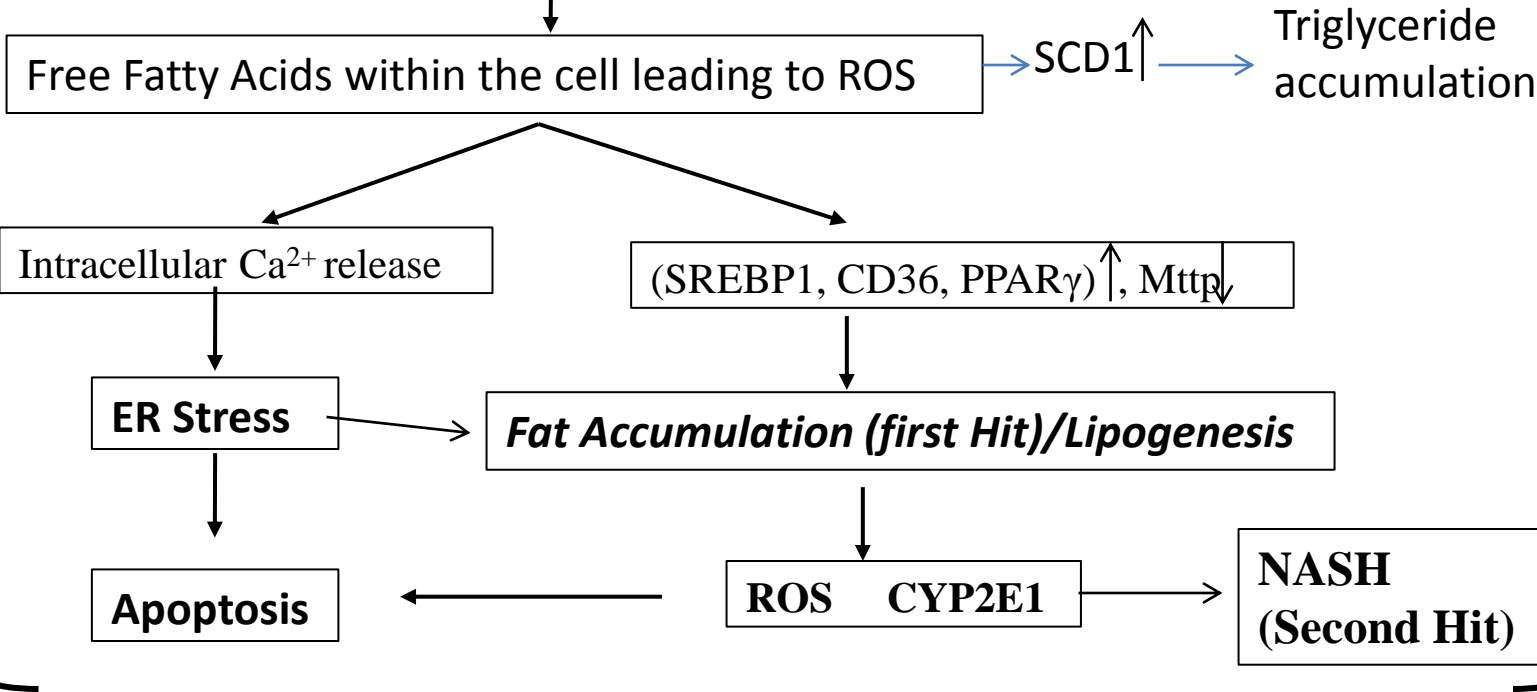 Free Fatty Acids within the cell leading to ROS
SCD1↑
Triglyceride
accumulation
Intracellular Ca²⁺ release
(SREBP1, CD36, PPARγ)↑, Mttp↓
ER Stress
Fat Accumulation (first Hit)/Lipogenesis
Apoptosis
ROS CYP2E1
NASH
(Second Hit)